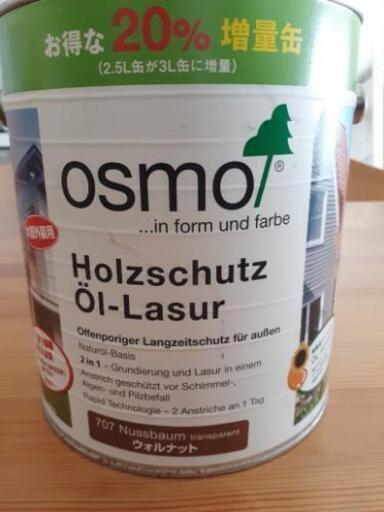 お得な 20% 増量缶
(2.5L缶が3L缶に増量)
osmo ®
...in form und farbe
Holzschutz
Öl-Lasur
Offenporiger Langzeitschutz für außen
Naturöl-Basis
2 in 1 – Grundierung und Lasur in einem
Anstrich geschützt vor Schimmel-,
Algen- und Pilzbefall
Rapid Technologie – 2 Anstriche an 1 Tag
707 Nussbaum transparent
ウォルナット